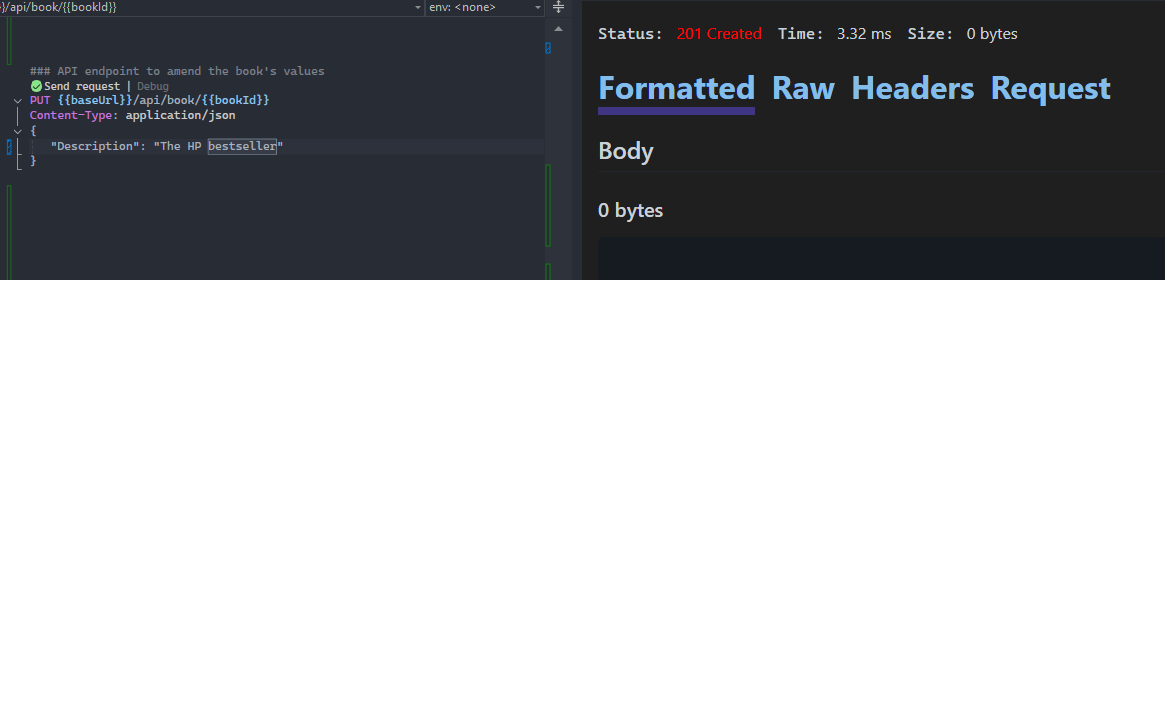 }/api/book/{{bookId}}
env: <none>
### API endpoint to amend the book's values
Send request | Debug
PUT {{baseUrl}}/api/book/{{bookId}}
Content-Type: application/json
{
"Description": "The HP bestseller"
}
Status: 201 Created Time: 3.32 ms Size: 0 bytes
Formatted Raw Headers Request
Body
0 bytes